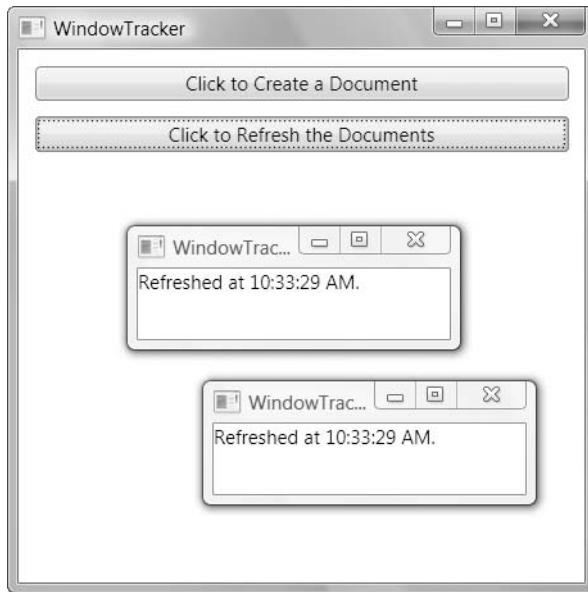 WindowTracker
Click to Create a Document
Click to Refresh the Documents
WindowTrac...
Refreshed at 10:33:29 AM.
WindowTrac...
Refreshed at 10:33:29 AM.